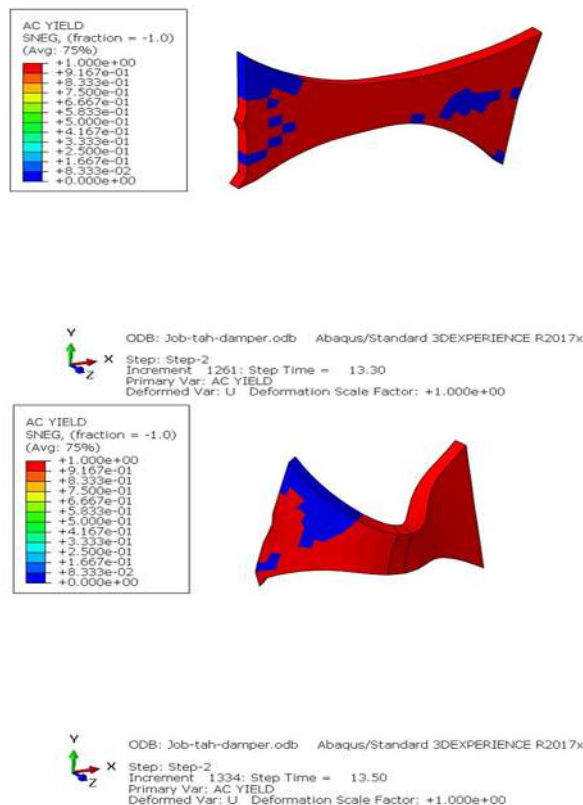 AC YIELD
SNEG, (fraction = -1.0)
(Avg: 75%)
+1.000e+00
+9.167e-01
+8.333e-01
+7.500e-01
+6.667e-01
+5.833e-01
+5.000e-01
+4.167e-01
+3.333e-01
+2.500e-01
+1.667e-01
+8.333e-02
+0.000e+00
Y
X
Z
ODB: Job-tah-damper.odb Abaqus/Standard 3DEXPERIENCE R2017x
Step: Step-2
Increment 1261: Step Time = 13.30
Primary Var: AC YIELD
Deformed Var: U Deformation Scale Factor: +1.000e+00
AC YIELD
SNEG, (fraction = -1.0)
(Avg: 75%)
+1.000e+00
+9.167e-01
+8.333e-01
+7.500e-01
+6.667e-01
+5.833e-01
+5.000e-01
+4.167e-01
+3.333e-01
+2.500e-01
+1.667e-01
+8.333e-02
+0.000e+00
Y
X
Z
ODB: Job-tah-damper.odb Abaqus/Standard 3DEXPERIENCE R2017x
Step: Step-2
Increment 1334: Step Time = 13.50
Primary Var: AC YIELD
Deformed Var: U Deformation Scale Factor: +1.000e+00